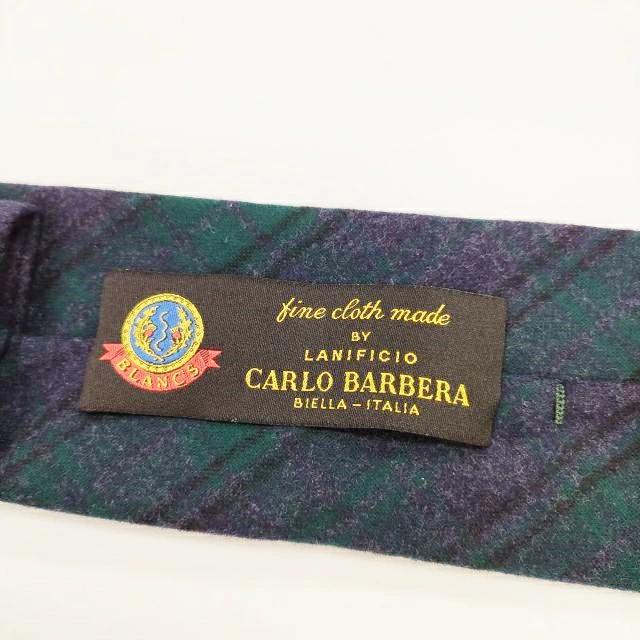 BLANCS
fine cloth made
BY
LANIFICIO
CARLO BARBERA
BIELLA - ITALIA